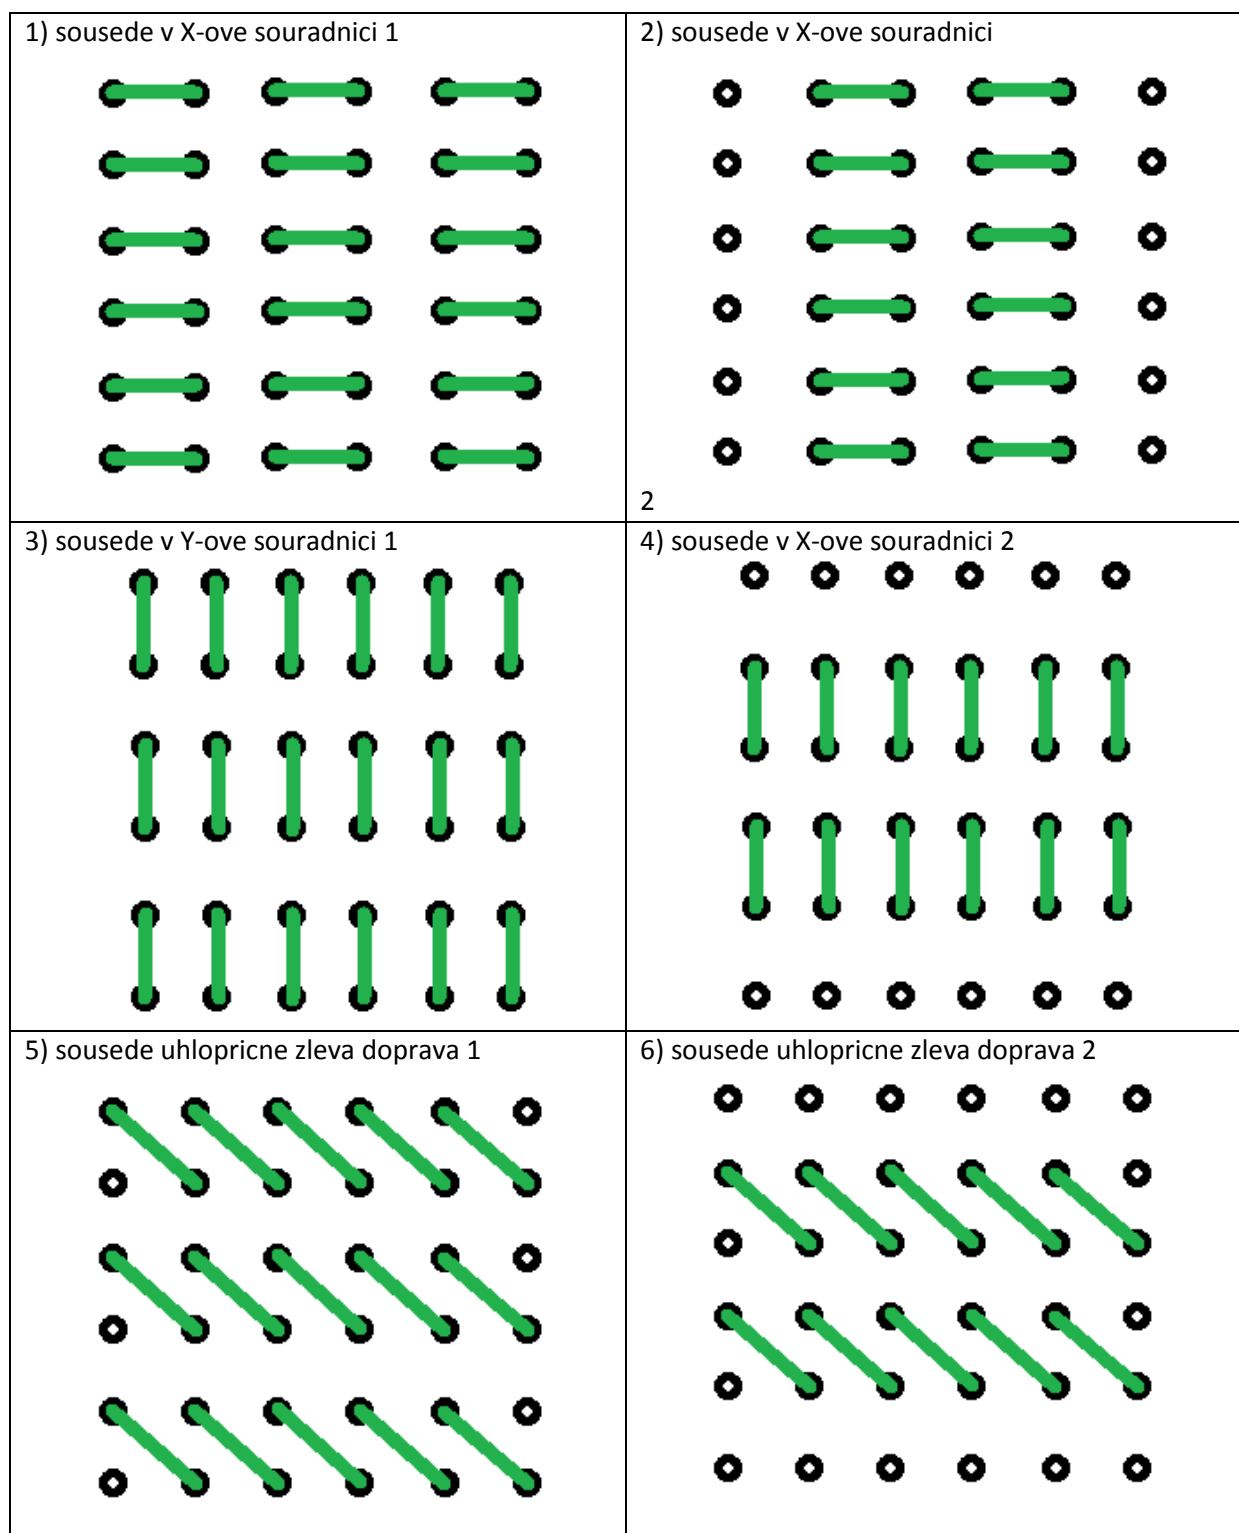 1) sousede v X-ove souradnici 1
2) sousede v X-ove souradnici
2
3) sousede v Y-ove souradnici 1
4) sousede v X-ove souradnici 2
5) sousede uhlopricne zleva doprava 1
6) sousede uhlopricne zleva doprava 2